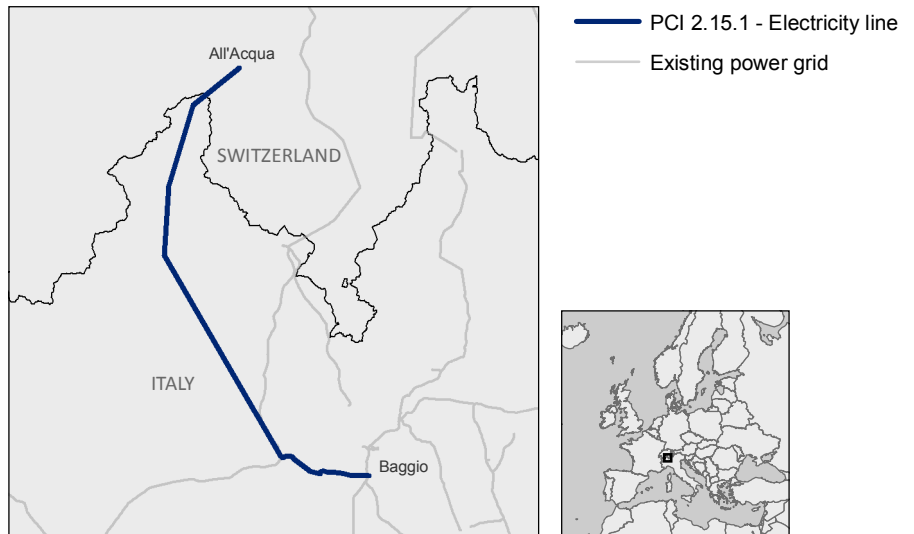 PCI 2.15.1 - Electricity line
Existing power grid
All'Acqua
SWITZERLAND
ITALY
Baggio